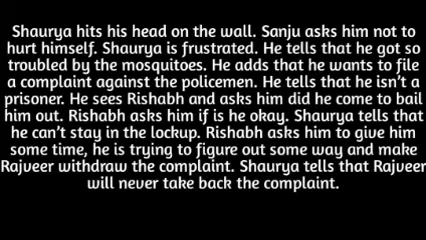 Shaurya hits his head on the wall. Sanju asks him not to
hurt himself. Shaurya is frustrated. He tells that he got so
troubled by the mosquitoes. He adds that he wants to file
a complaint against the policemen. He tells that he isn't a
prisoner. He sees Rishabh and asks him did he come to bail
him out. Rishabh asks him if is he okay. Shaurya tells that
he can't stay in the lockup. Rishabh asks him to give him
some time, he is trying to figure out some way and make
Rajveer withdraw the complaint. Shaurya tells that Rajveer
will never take back the complaint.